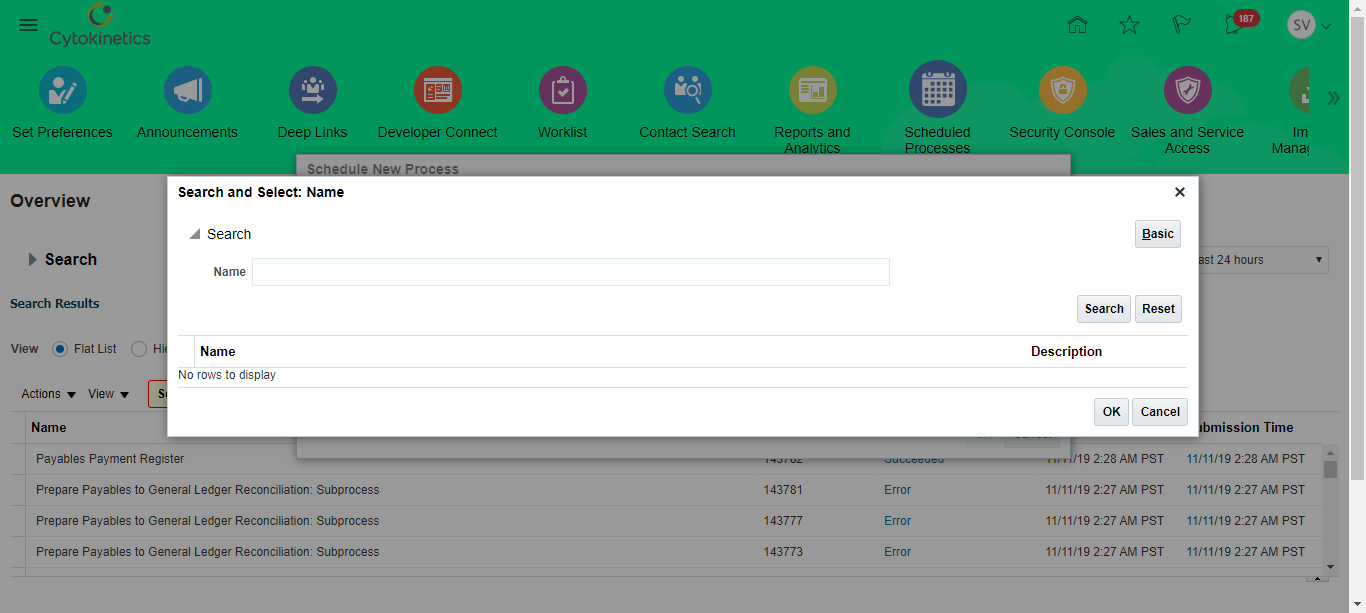 Cytokinetics
187
SV
Set Preferences
Announcements
Deep Links
Developer Connect
Worklist
Contact Search
Reports and Analytics
Scheduled Processes
Security Console
Sales and Service Access
Im
Manag
Schedule New Process
Search and Select: Name
Overview
Search
Basic
Search
Name
ast 24 hours
Search Results
Search Reset
Name Description
View Flat List Hi
No rows to display
Actions View S
OK Cancel
Name ubmission Time
Payables Payment Register 143782 Succeeded 11/11/19 2:28 AM PST 11/11/19 2:28 AM PST
Prepare Payables to General Ledger Reconciliation: Subprocess 143781 Error 11/11/19 2:27 AM PST 11/11/19 2:27 AM PST
Prepare Payables to General Ledger Reconciliation: Subprocess 143777 Error 11/11/19 2:27 AM PST 11/11/19 2:27 AM PST
Prepare Payables to General Ledger Reconciliation: Subprocess 143773 Error 11/11/19 2:27 AM PST 11/11/19 2:27 AM PST